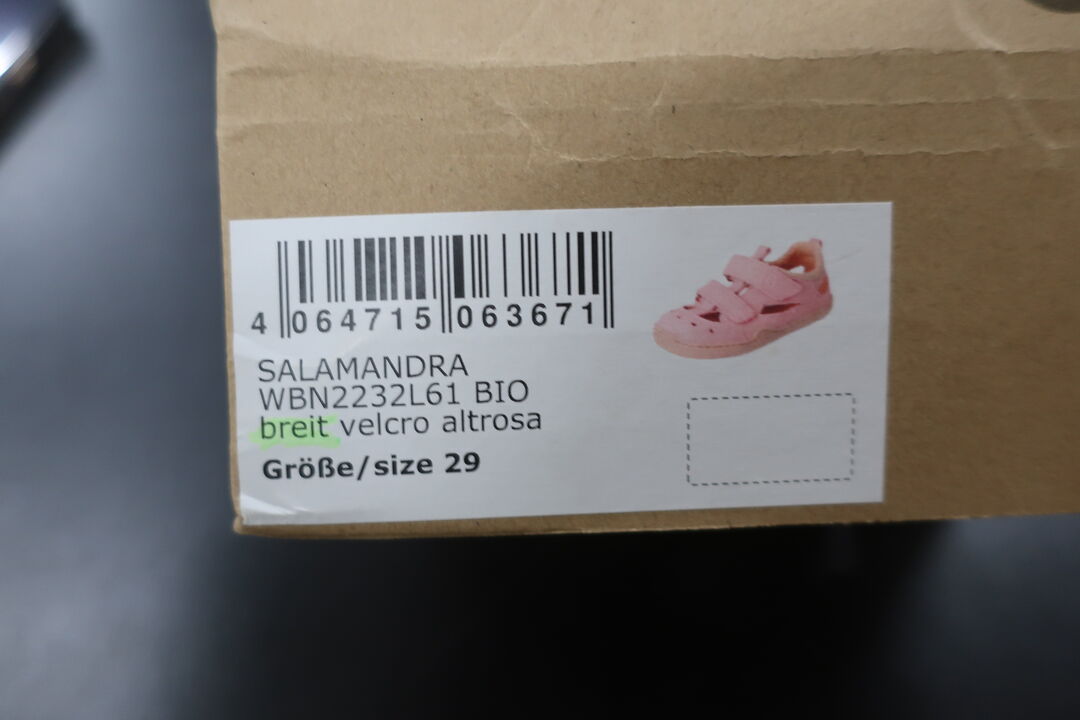 4 064715 063671
SALAMANDRA
WBN2232L61 BIO
breit velcro altrosa
Größe/size 29